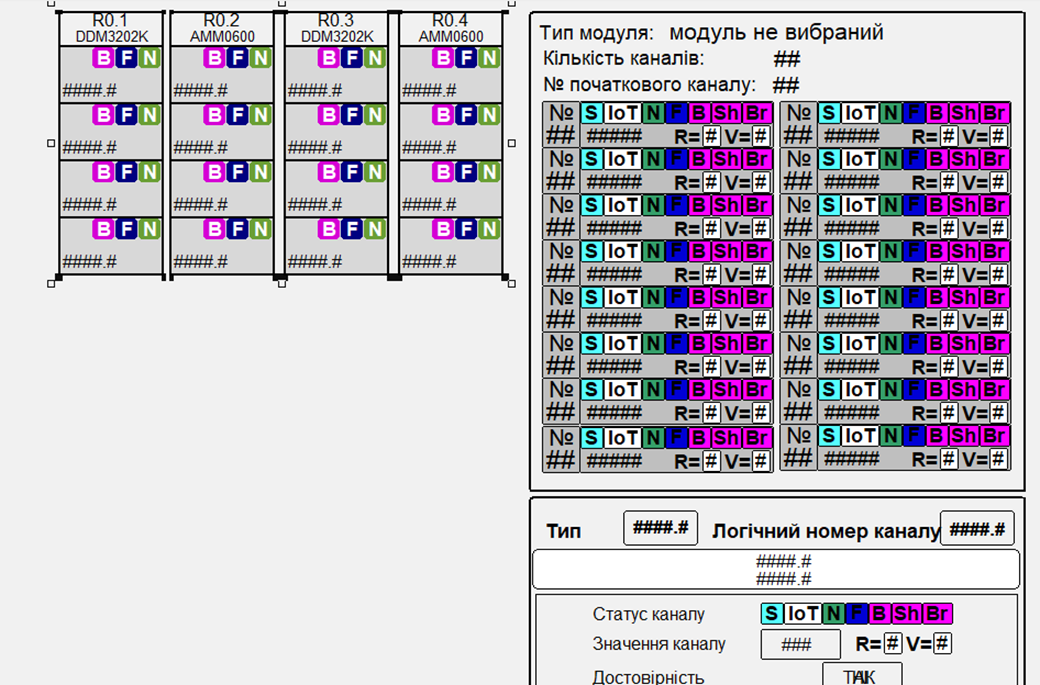 R0.1 R0.2 R0.3 R0.4
DDM3202K AMM0600 DDM3202K AMM0600
B F N B F N B F N B F N
####.# ####.# ####.# ####.#
B F N B F N B F N B F N
####.# ####.# ####.# ####.#
B F N B F N B F N B F N
####.# ####.# ####.# ####.#
B F N B F N B F N B F N
####.# ####.# ####.# ####.#
Тип модуля: модуль не вибраний
Кількість каналів: ##
№ початкового каналу: ##
№ S IoT N F B Sh Br № S IoT N F B Sh Br
## ##### R=# V=# ## ##### R=# V=#
№ S IoT N F B Sh Br № S IoT N F B Sh Br
## ##### R=# V=# ## ##### R=# V=#
№ S IoT N F B Sh Br № S IoT N F B Sh Br
## ##### R=# V=# ## ##### R=# V=#
№ S IoT N F B Sh Br № S IoT N F B Sh Br
## ##### R=# V=# ## ##### R=# V=#
№ S IoT N F B Sh Br № S IoT N F B Sh Br
## ##### R=# V=# ## ##### R=# V=#
№ S IoT N F B Sh Br № S IoT N F B Sh Br
## ##### R=# V=# ## ##### R=# V=#
№ S IoT N F B Sh Br № S IoT N F B Sh Br
## ##### R=# V=# ## ##### R=# V=#
№ S IoT N F B Sh Br № S IoT N F B Sh Br
## ##### R=# V=# ## ##### R=# V=#
Тип ####.# Логічний номер каналу ####.#
####.#
####.#
Статус каналу S IoT N F B Sh Br
Значення каналу ### R=# V=#
Достовірність